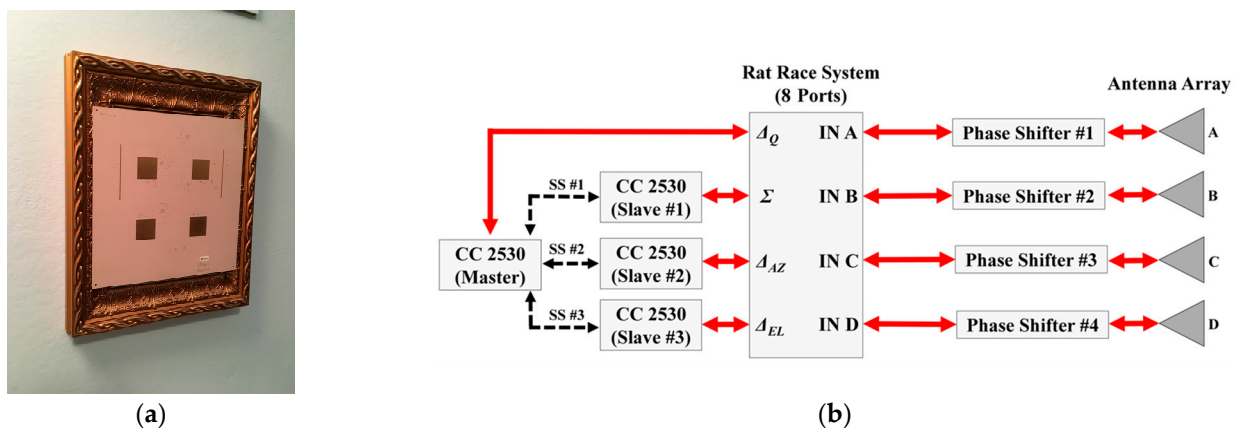 Rat Race System
(8 Ports)
Antenna Array
Δ_Q
IN A
Phase Shifter #1
A
SS #1
CC 2530
(Slave #1)
Σ
IN B
Phase Shifter #2
B
CC 2530
(Master)
SS #2
CC 2530
(Slave #2)
Δ_AZ
IN C
Phase Shifter #3
C
SS #3
CC 2530
(Slave #3)
Δ_EL
IN D
Phase Shifter #4
D
(a)
(b)